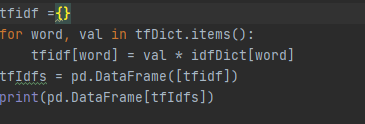 tfidf ={}
for word, val in tfDict.items():
    tfidf[word] = val * idfDict[word]
tfIdfs = pd.DataFrame([tfidf])
print(pd.DataFrame[tfIdfs])